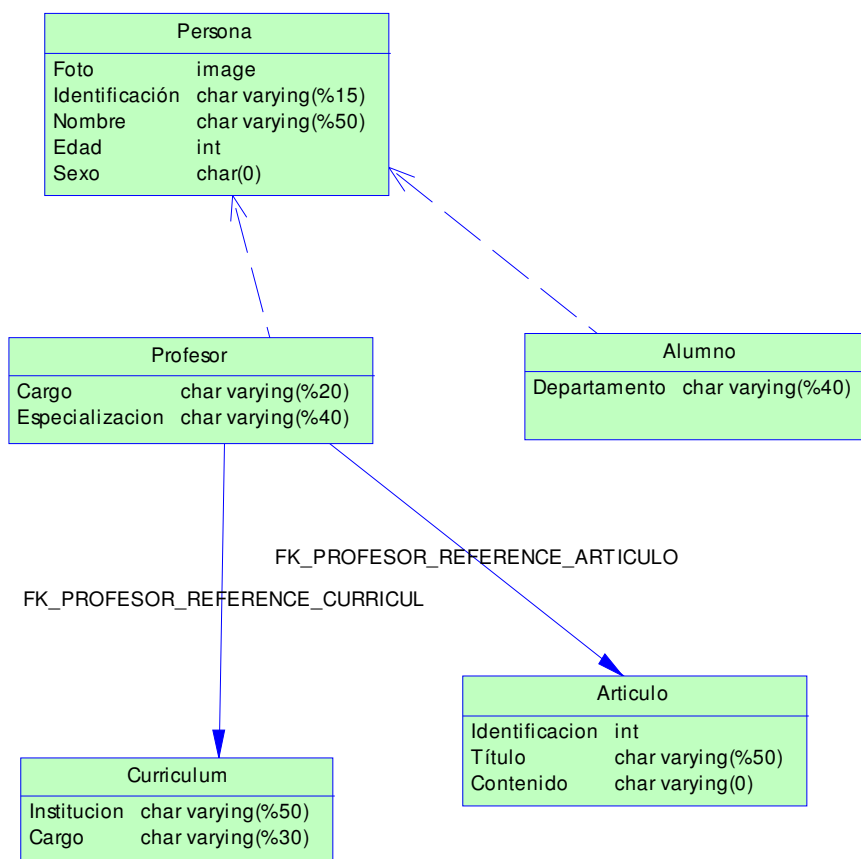 Persona
Foto image
Identificación char varying(%15)
Nombre char varying(%50)
Edad int
Sexo char(0)
Profesor
Cargo char varying(%20)
Especializacion char varying(%40)
Alumno
Departamento char varying(%40)
FK_PROFESOR_REFERENCE_ARTICULO
FK_PROFESOR_REFERENCE_CURRICUL
Articulo
Identificacion int
Título char varying(%50)
Contenido char varying(0)
Curriculum
Institucion char varying(%50)
Cargo char varying(%30)